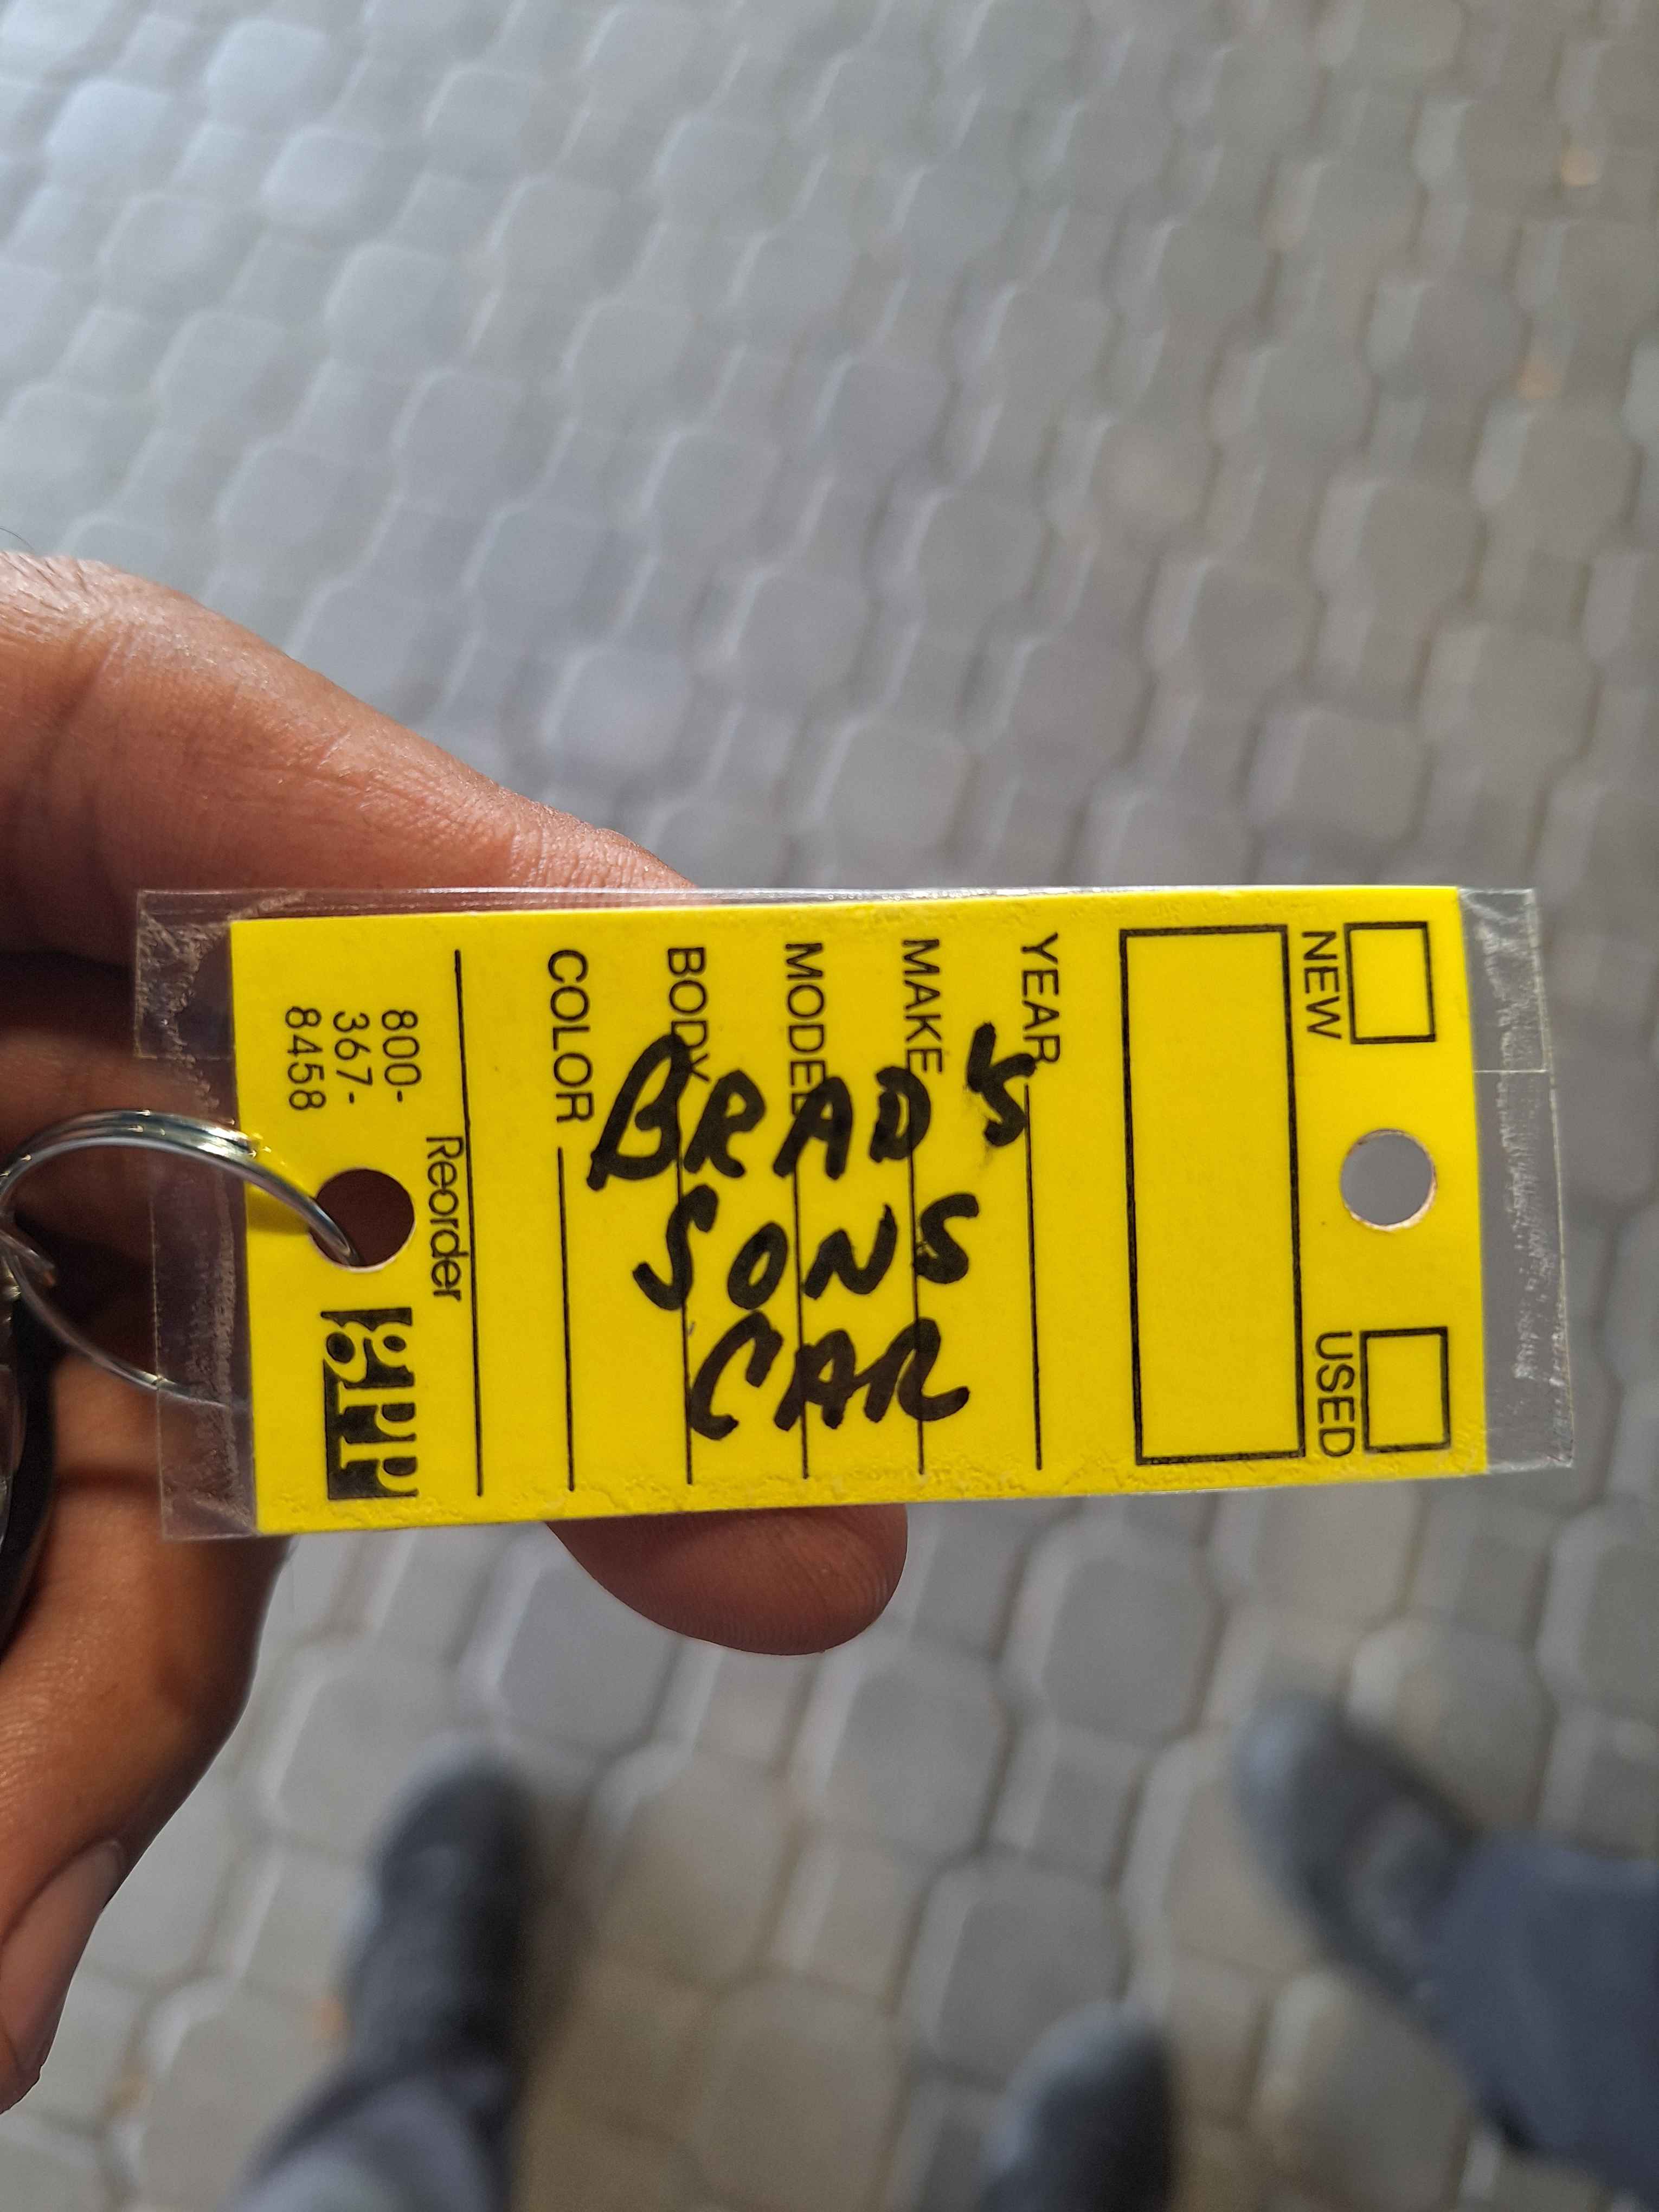 NEW USED
YEAR
MAKE
MODEL
BODY
COLOR
BRAD'S
SONS
CAR
Reorder
800-
367-
8458